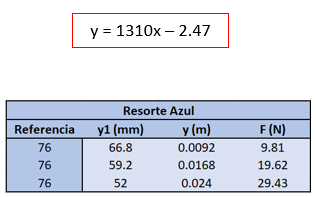 y = 1310x – 2.47
Resorte Azul
Referencia y1 (mm) y (m) F (N)
76 66.8 0.0092 9.81
76 59.2 0.0168 19.62
76 52 0.024 29.43